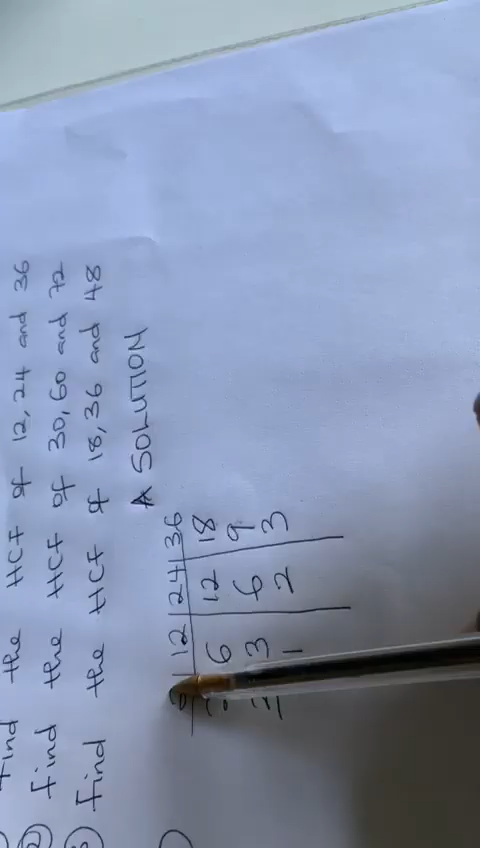 Find the HCF of 12, 24 and 36
② Find the HCF of 30, 60 and 72
Find the HCF of 18, 36 and 48
A SOLUTION
12 24 36
6 12 18
3 6 9
1 2 3